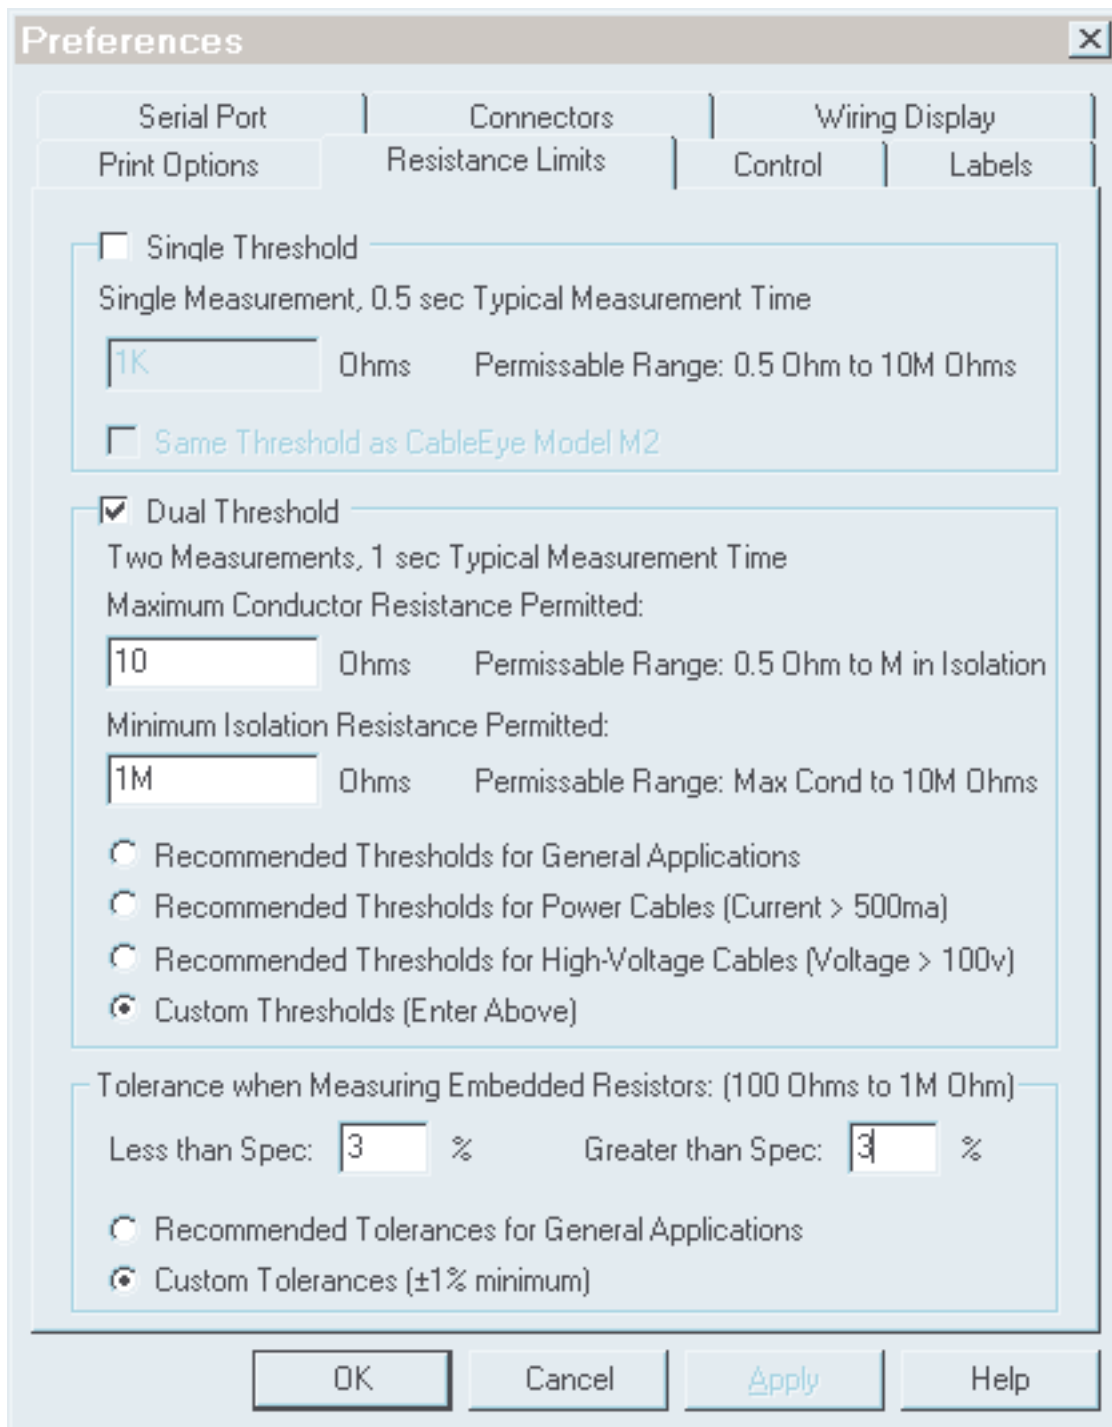 Preferences
Serial Port Connectors Wiring Display
Print Options Resistance Limits Control Labels
Single Threshold
Single Measurement, 0.5 sec Typical Measurement Time
1K Ohms Permissable Range: 0.5 Ohm to 10M Ohms
Same Threshold as CableEye Model M2
Dual Threshold
Two Measurements, 1 sec Typical Measurement Time
Maximum Conductor Resistance Permitted:
10 Ohms Permissable Range: 0.5 Ohm to M in Isolation
Minimum Isolation Resistance Permitted:
1M Ohms Permissable Range: Max Cond to 10M Ohms
Recommended Thresholds for General Applications
Recommended Thresholds for Power Cables (Current > 500ma)
Recommended Thresholds for High-Voltage Cables (Voltage > 100v)
Custom Thresholds (Enter Above)
Tolerance when Measuring Embedded Resistors: (100 Ohms to 1M Ohm)
Less than Spec: 3 % Greater than Spec: 3 %
Recommended Tolerances for General Applications
Custom Tolerances (±1% minimum)
OK Cancel Apply Help